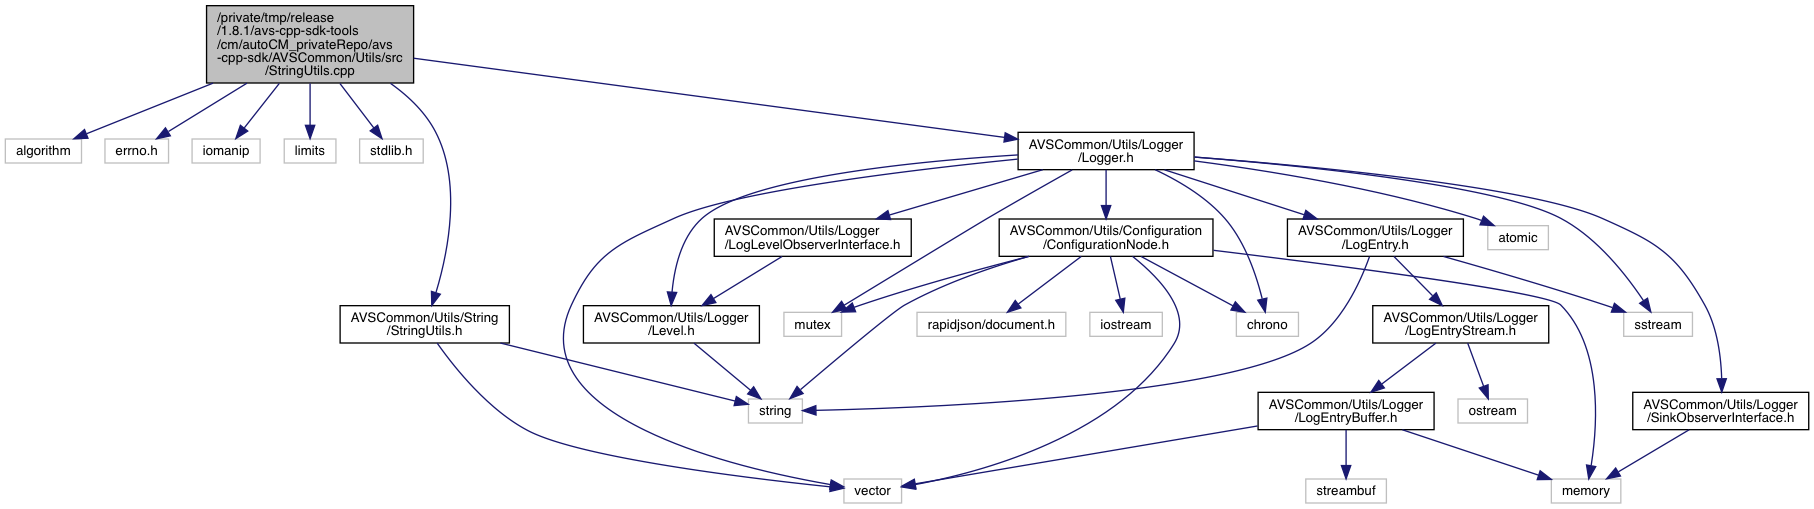 /private/tmp/release
/1.8.1/avs-cpp-sdk-tools
/cm/autoCM_privateRepo/avs
-cpp-sdk/AVSCommon/Utils/src
/StringUtils.cpp
algorithm
errno.h
iomanip
limits
stdlib.h
AVSCommon/Utils/Logger
/Logger.h
AVSCommon/Utils/Logger
/LogLevelObserverInterface.h
AVSCommon/Utils/Configuration
/ConfigurationNode.h
AVSCommon/Utils/Logger
/LogEntry.h
atomic
AVSCommon/Utils/String
/StringUtils.h
AVSCommon/Utils/Logger
/Level.h
mutex
rapidjson/document.h
iostream
chrono
AVSCommon/Utils/Logger
/LogEntryStream.h
sstream
string
AVSCommon/Utils/Logger
/LogEntryBuffer.h
ostream
AVSCommon/Utils/Logger
/SinkObserverInterface.h
vector
streambuf
memory